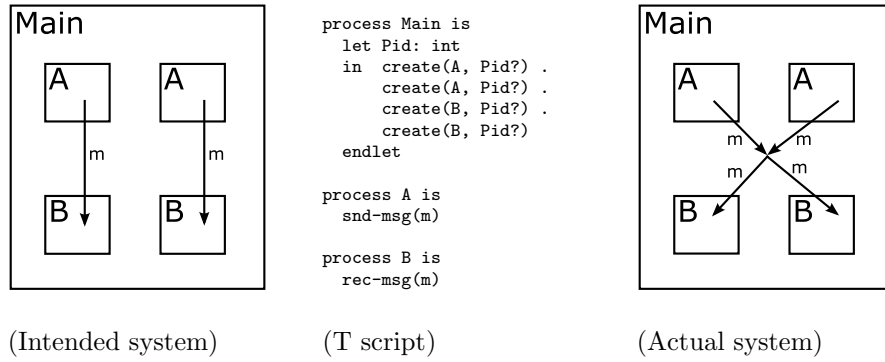 Main
A
A
m
m
B
B
process Main is
let Pid: int
in create(A, Pid?) .
create(A, Pid?) .
create(B, Pid?) .
create(B, Pid?)
endlet
process A is
snd-msg(m)
process B is
rec-msg(m)
Main
A
A
m
m
m
m
B
B
(Intended system)
(T script)
(Actual system)